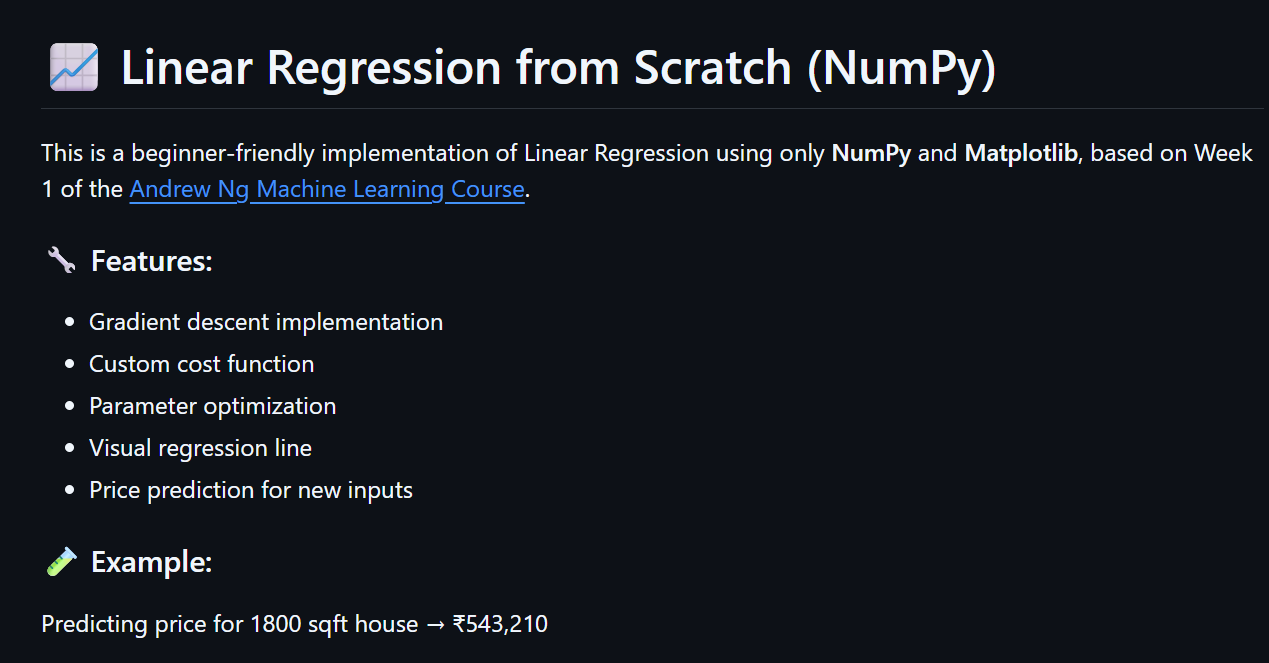 Linear Regression from Scratch (NumPy)
This is a beginner-friendly implementation of Linear Regression using only NumPy and Matplotlib, based on Week
1 of the Andrew Ng Machine Learning Course.
Features:
Gradient descent implementation
Custom cost function
Parameter optimization
Visual regression line
Price prediction for new inputs
Example:
Predicting price for 1800 sqft house → ₹543,210